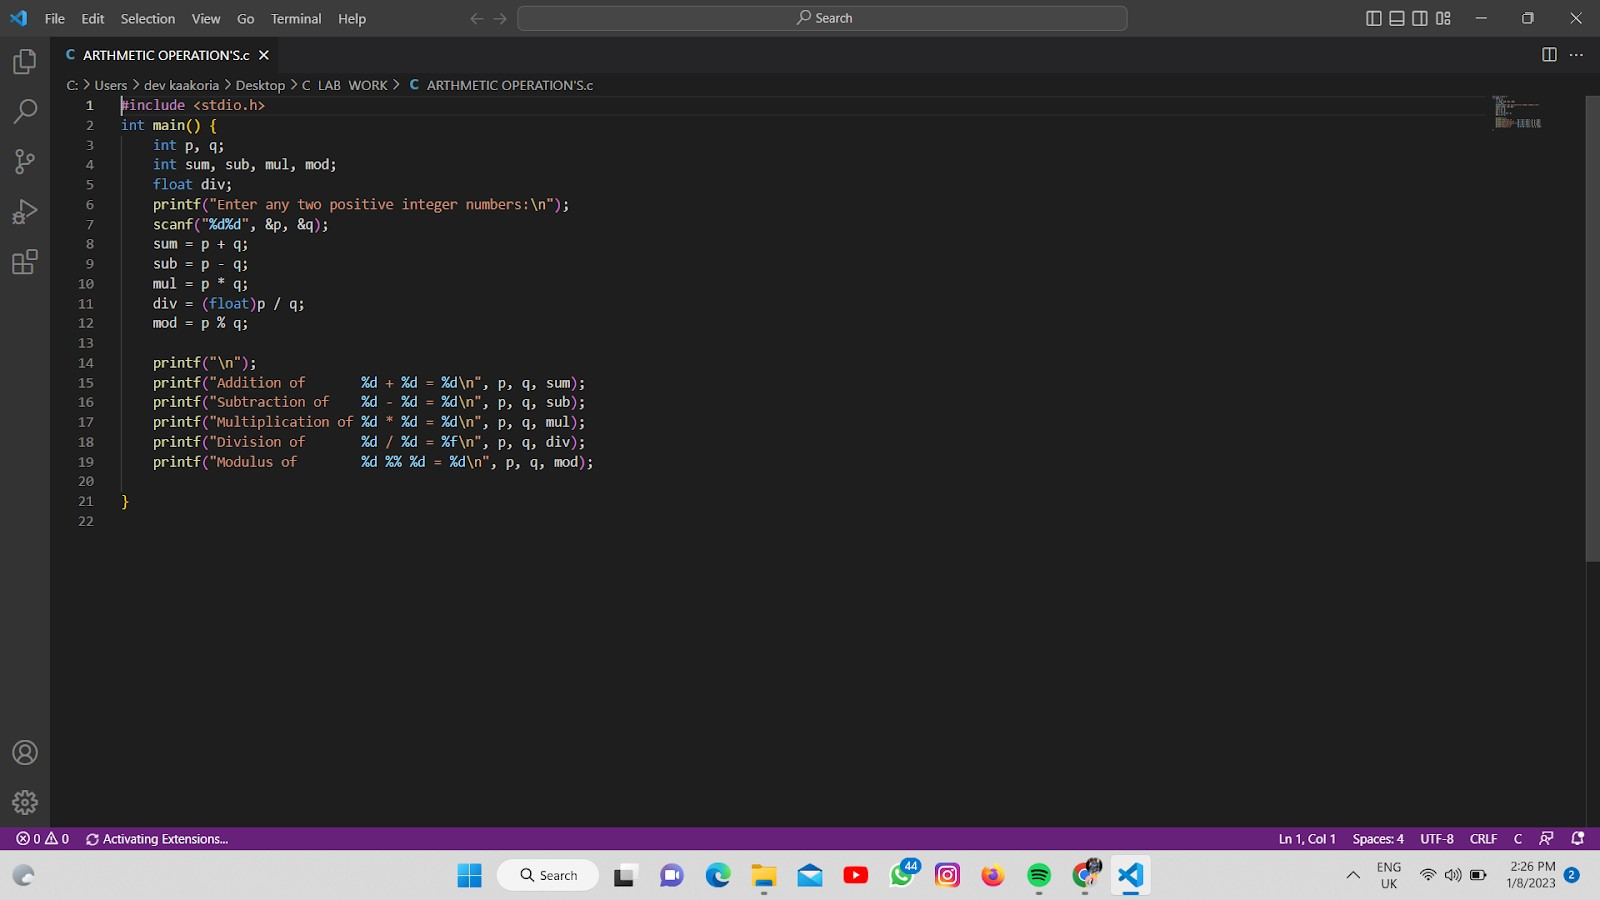 File Edit Selection View Go Terminal Help
Search
C ARTHMETIC OPERATION'S.c
C: > Users > dev kaakoria > Desktop > C LAB WORK > C ARTHMETIC OPERATION'S.c
1 #include <stdio.h>
2 int main() {
3     int p, q;
4     int sum, sub, mul, mod;
5     float div;
6     printf("Enter any two positive integer numbers:\n");
7     scanf("%d%d", &p, &q);
8     sum = p + q;
9     sub = p - q;
10     mul = p * q;
11     div = (float)p / q;
12     mod = p % q;
13
14     printf("\n");
15     printf("Addition of       %d + %d = %d\n", p, q, sum);
16     printf("Subtraction of    %d - %d = %d\n", p, q, sub);
17     printf("Multiplication of %d * %d = %d\n", p, q, mul);
18     printf("Division of       %d / %d = %f\n", p, q, div);
19     printf("Modulus of        %d %% %d = %d\n", p, q, mod);
20
21 }
22
0 0 Activating Extensions... Ln 1, Col 1 Spaces: 4 UTF-8 CRLF C
Search
44
ENG
UK
2:26 PM
1/8/2023
2